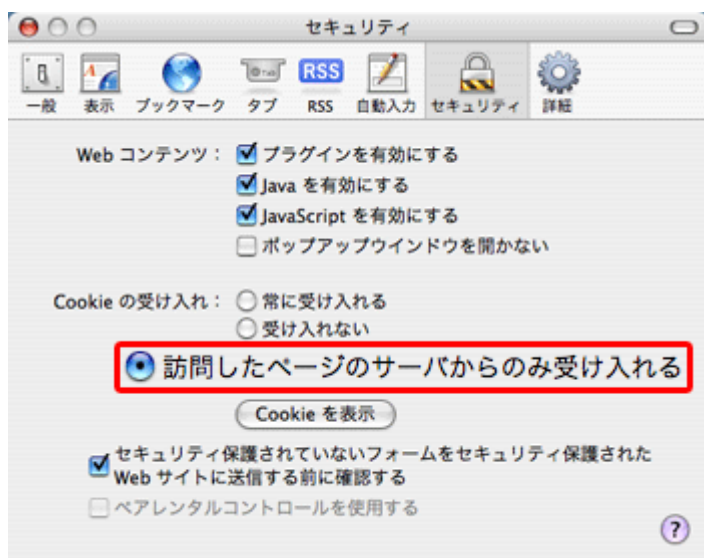 セキュリティ
RSS
一般 表示 ブックマーク タブ RSS 自動入力 セキュリティ 詳細
Web コンテンツ： プラグインを有効にする
Java を有効にする
JavaScript を有効にする
ポップアップウインドウを開かない
Cookie の受け入れ： 常に受け入れる
受け入れない
訪問したページのサーバからのみ受け入れる
Cookie を表示
セキュリティ保護されていないフォームをセキュリティ保護された
Web サイトに送信する前に確認する
ペアレンタルコントロールを使用する
?